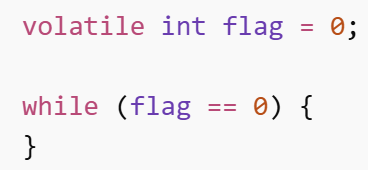 volatile int flag = 0;
while (flag == 0) {
}